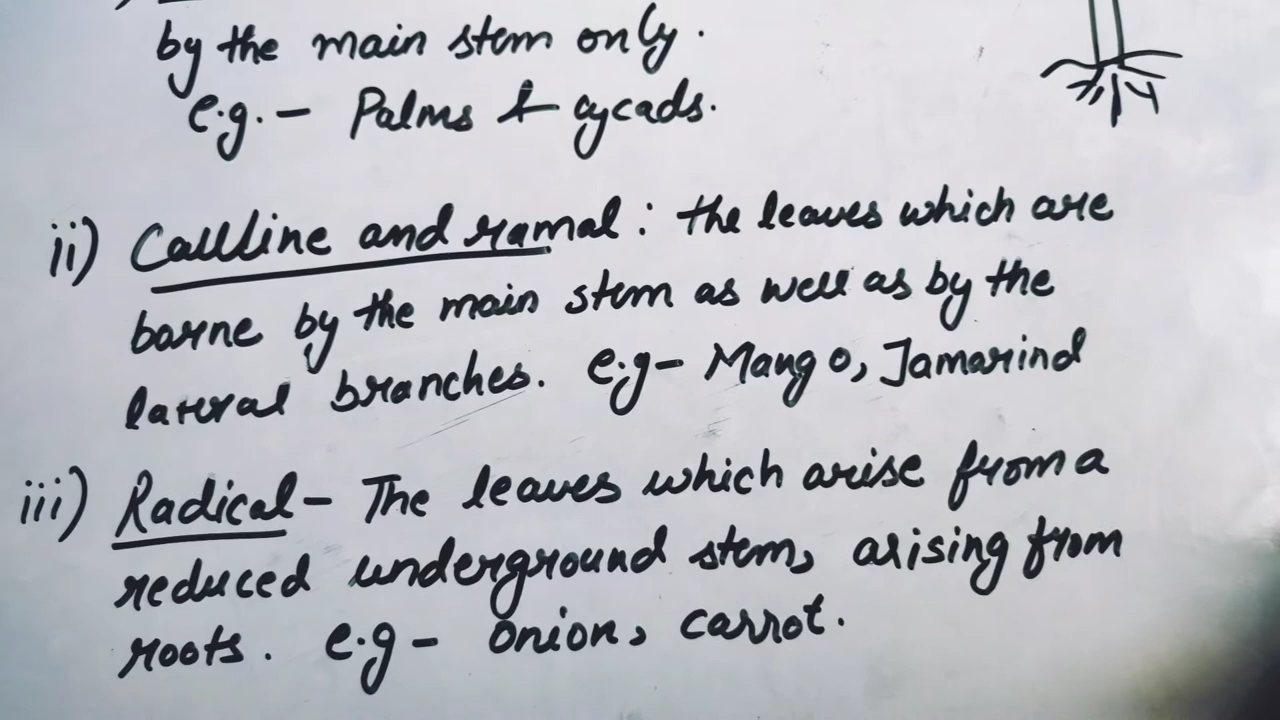 by the main stem only.
e.g. - Palms & cycads.
ii) Caulline and ramal: the leaves which are
borne by the main stem as well as by the
lateral branches. e.g- Mango, Tamarind
iii) Radical- The leaves which arise from a
reduced underground stem, arising from
roots. e.g- Onion, carrot.